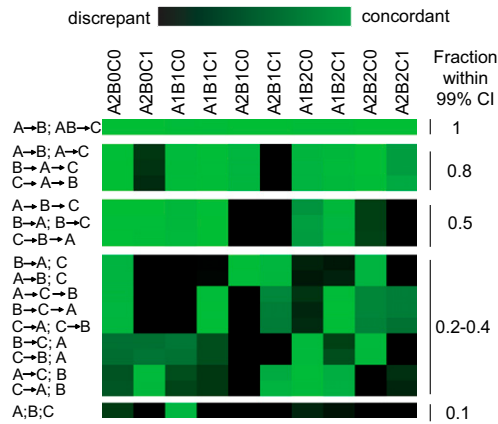 discrepant concordant
A2B0C0 A2B0C1 A1B1C0 A1B1C1 A2B1C0 A2B1C1 A1B2C0 A1B2C1 A2B2C0 A2B2C1
Fraction
within
99% CI
A→B; AB→C 1
A→B; A→C
B→A→C 0.8
C→A→B
A→B→C
B→A; B→C 0.5
C→B→A
B→A; C
A→B; C
A→C→B
B→C→A
C→A; C→B 0.2-0.4
B→C; A
C→B; A
A→C; B
C→A; B
A;B;C 0.1